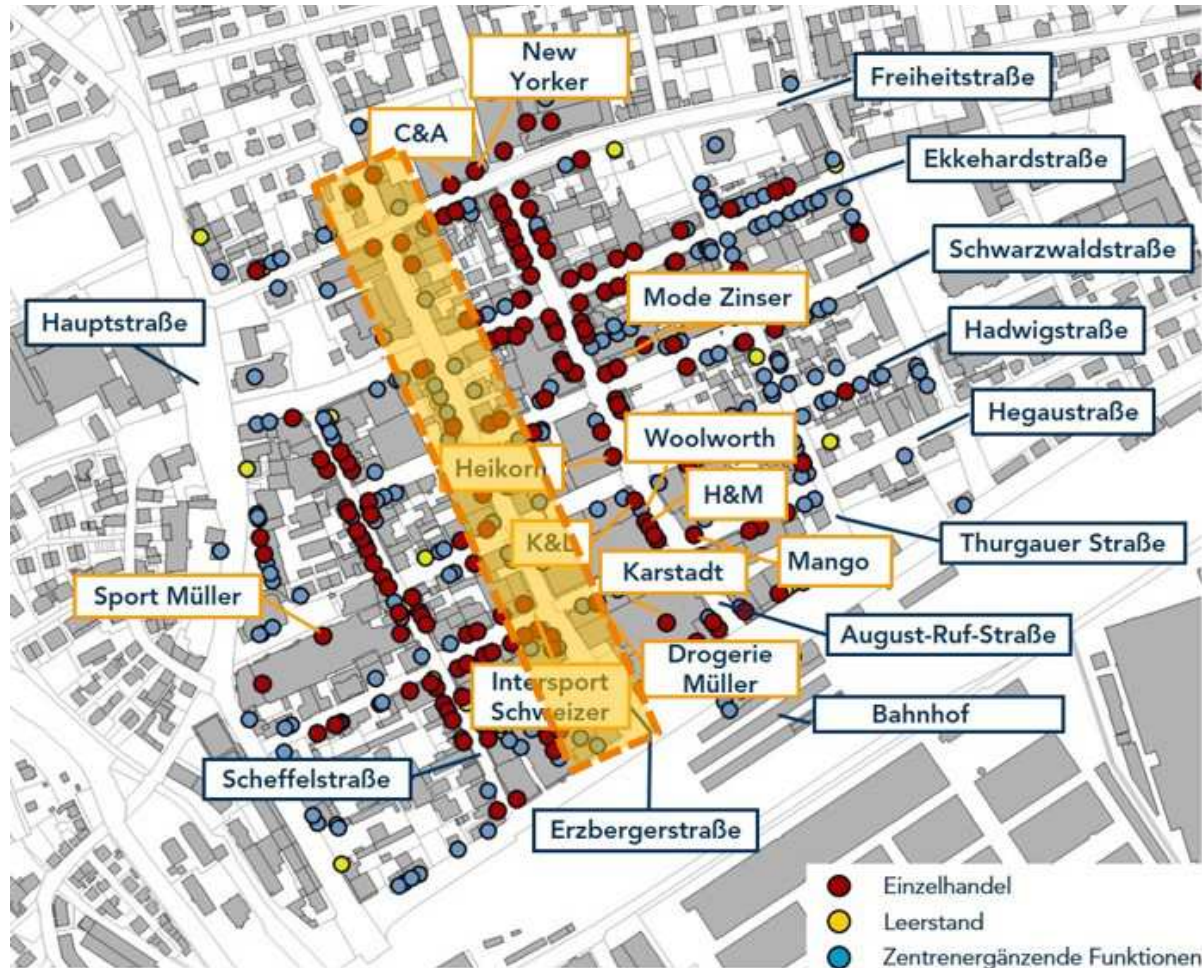 New
Yorker
Freiheitstraße
C&A
Ekkehardstraße
Schwarzwaldstraße
Mode Zinser
Hauptstraße
Hadwigstraße
Hegaustraße
Woolworth
Heikorn
H&M
K&L
Thurgauer Straße
Mango
Karstadt
Sport Müller
August-Ruf-Straße
Drogerie
Müller
Intersport
Schweizer
Bahnhof
Scheffelstraße
Erzbergerstraße
Einzelhandel
Leerstand
Zentrenergänzende Funktionen